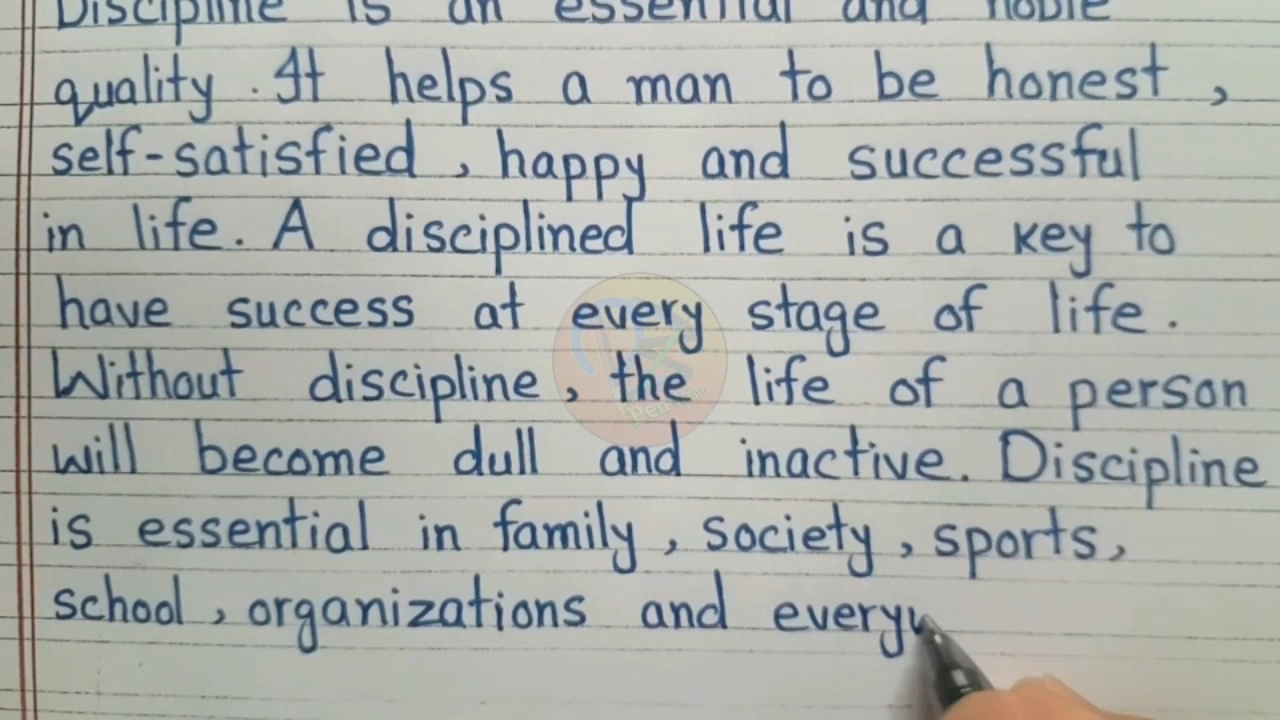 Discipline is an essential and noble
quality. It helps a man to be honest,
self-satisfied, happy and successful
in life. A disciplined life is a key to
have success at every stage of life.
Without discipline, the life of a person
will become dull and inactive. Discipline
is essential in family, society, sports,
school, organizations and